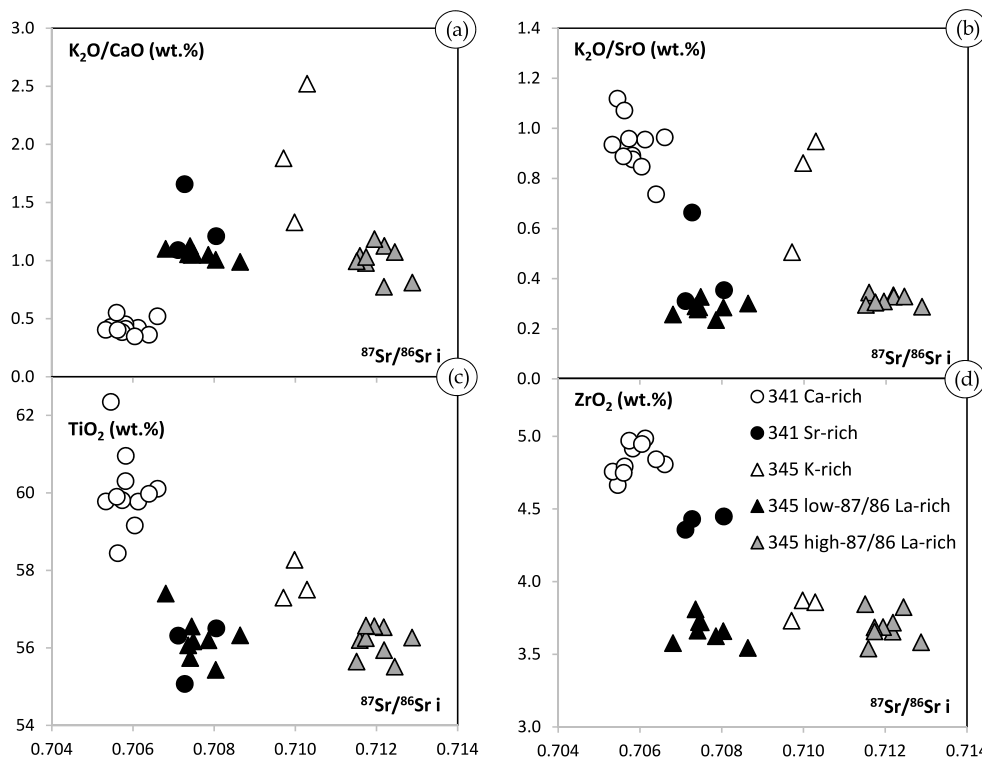 (a)
K₂O/CaO (wt.%)
3.0
2.5
2.0
1.5
1.0
0.5
0.0
⁸⁷Sr/⁸⁶Sr i
(b)
K₂O/SrO (wt.%)
1.4
1.2
1.0
0.8
0.6
0.4
0.2
0.0
⁸⁷Sr/⁸⁶Sr i
(c)
TiO₂ (wt.%)
62
60
58
56
54
⁸⁷Sr/⁸⁶Sr i
0.704 0.706 0.708 0.710 0.712 0.714
(d)
ZrO₂ (wt.%)
341 Ca-rich
341 Sr-rich
345 K-rich
345 low-87/86 La-rich
345 high-87/86 La-rich
5.0
4.5
4.0
3.5
3.0
⁸⁷Sr/⁸⁶Sr i
0.704 0.706 0.708 0.710 0.712 0.714